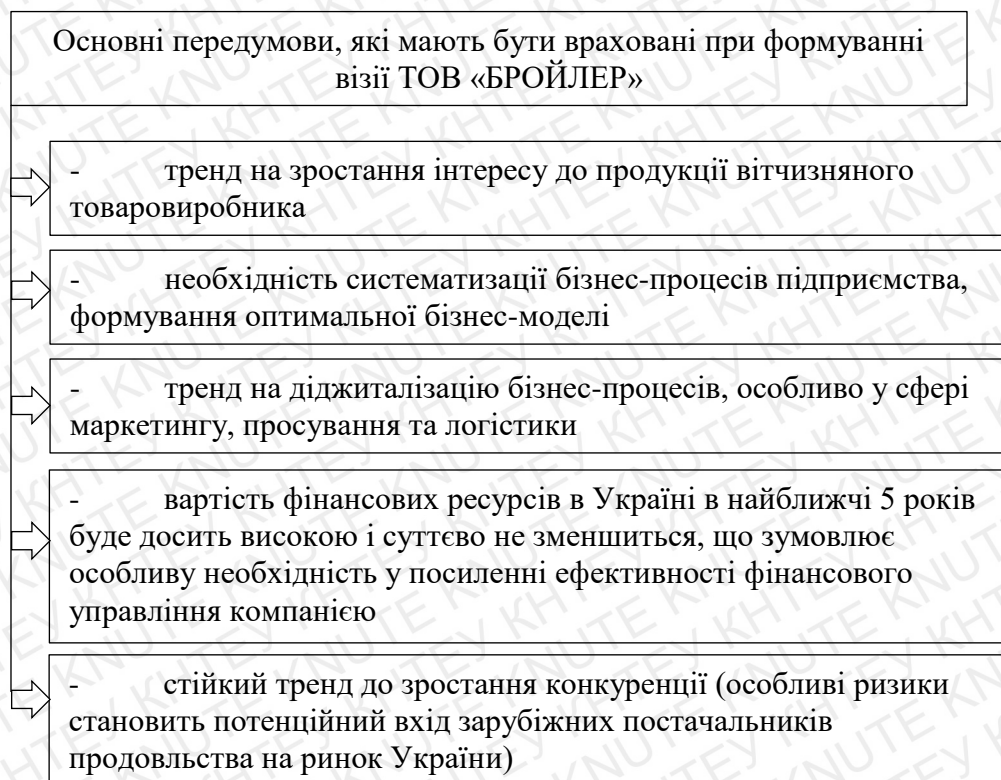 Основні передумови, які мають бути враховані при формуванні
візії ТОВ «БРОЙЛЕР»
- тренд на зростання інтересу до продукції вітчизняного
товаровиробника
- необхідність систематизації бізнес-процесів підприємства,
формування оптимальної бізнес-моделі
- тренд на діджиталізацію бізнес-процесів, особливо у сфері
маркетингу, просування та логістики
- вартість фінансових ресурсів в Україні в найближчі 5 років
буде досить високою і суттєво не зменшиться, що зумовлює
особливу необхідність у посиленні ефективності фінансового
управління компанією
- стійкий тренд до зростання конкуренції (особливі ризики
становить потенційний вхід зарубіжних постачальників
продовльства на ринок України)